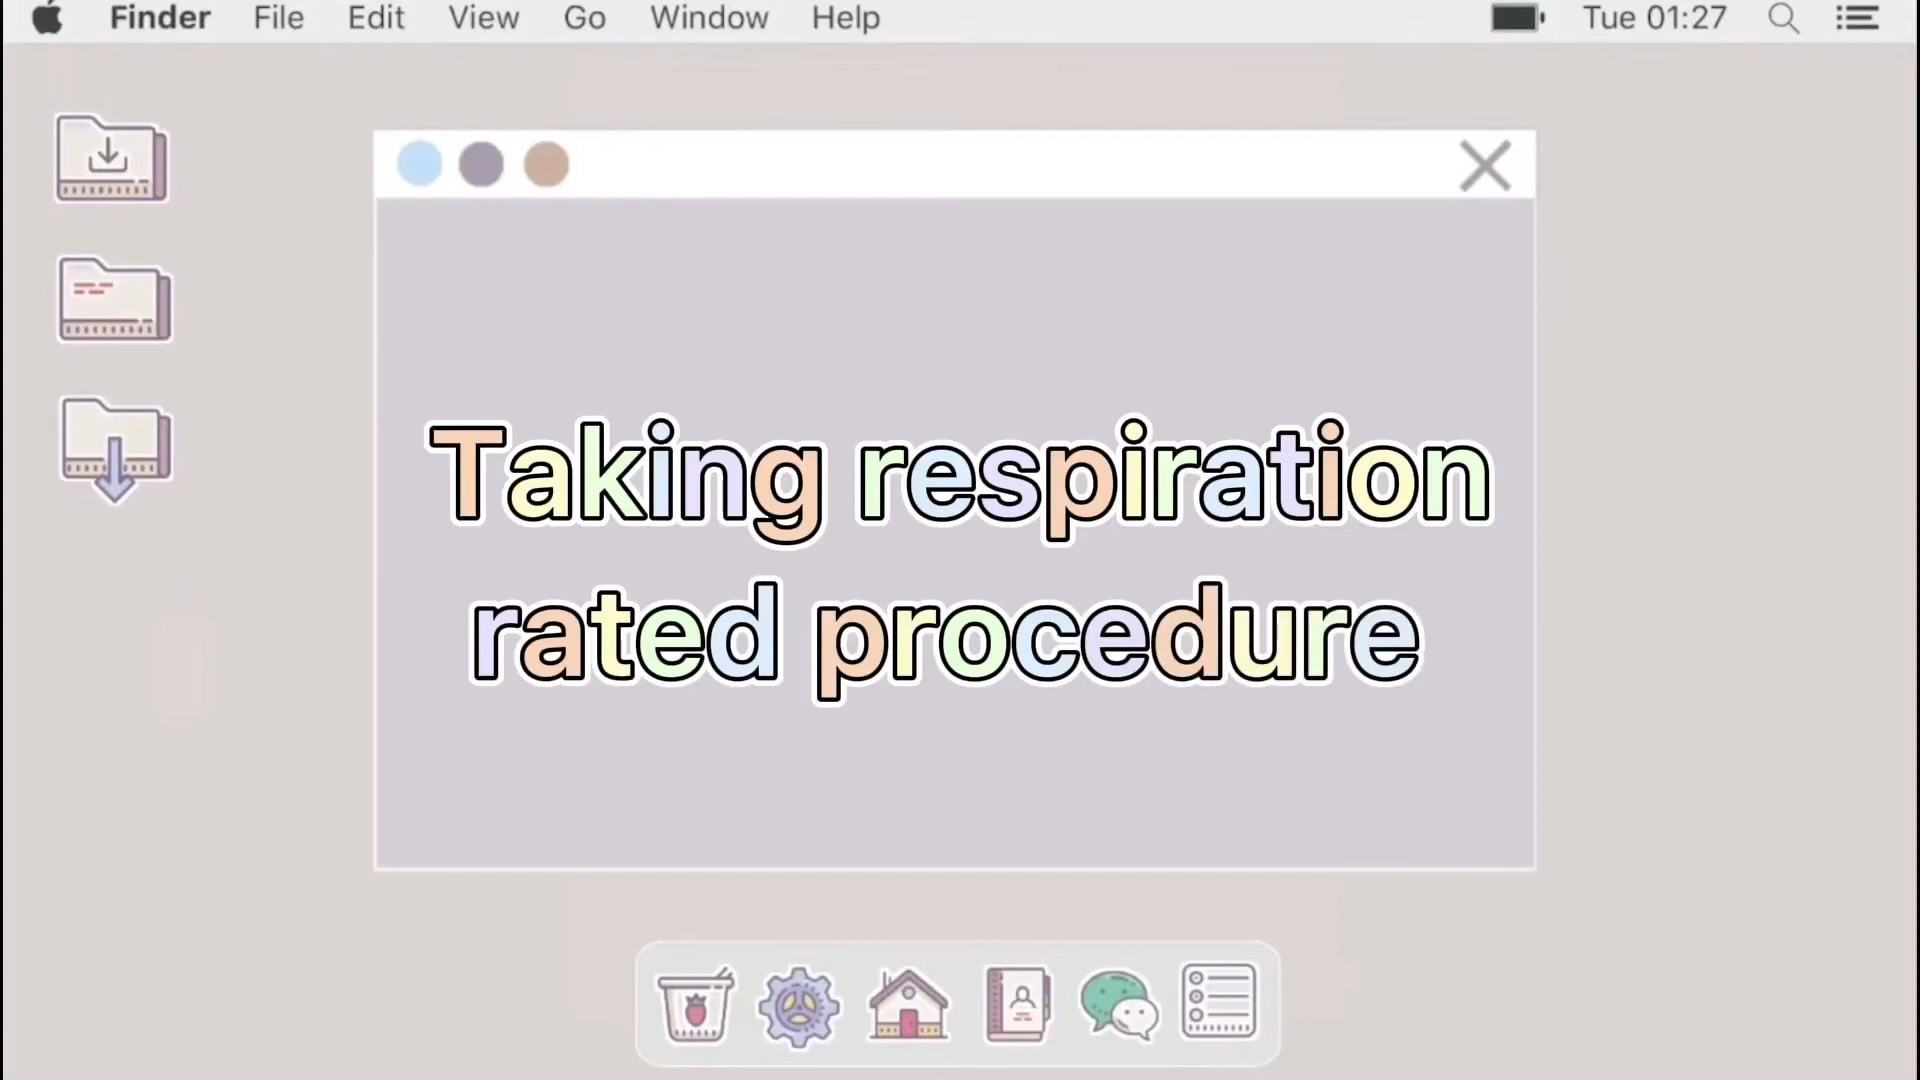 Finder File Edit View Go Window Help Tue 01:27
Taking respiration
rated procedure